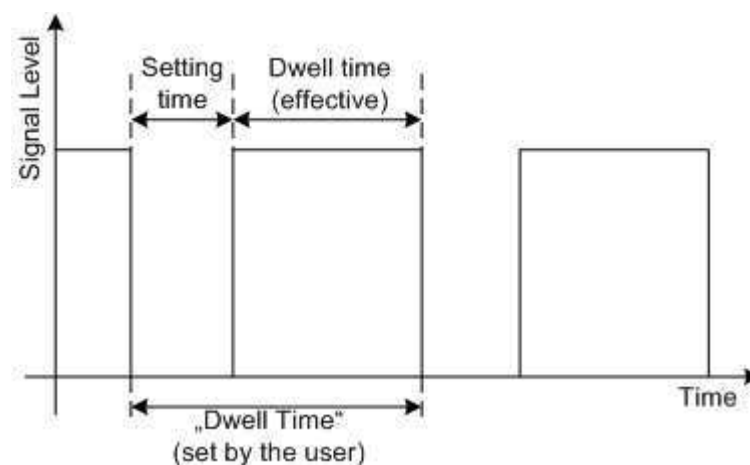 Signal Level
Setting
time
Dwell time
(effective)
Time
„Dwell Time“
(set by the user)